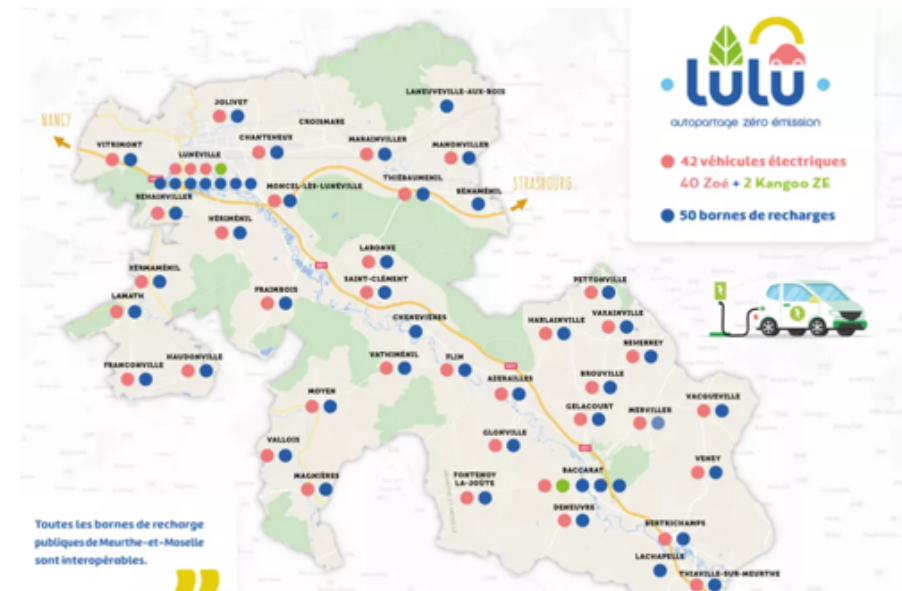 lulu
autopartage zéro émission
42 véhicules électriques
40 Zoé + 2 Kangoo ZE
50 bornes de recharges
NANCY
STRASBOURG
LANEUVEVILLE-AUX-BOIS
JOLIVET
CROISMARE
CHANTEHEUX
MARAINVILLER
MANONVILLER
VITRIMONT
LUNÉVILLE
THIÉBAUMENIL
MONCEL-LÈS-LUNÉVILLE
BÉNAMÉNIL
REHAINVILLER
HÉRIMÉNIL
LARONXE
XERMAMÉNIL
SAINT-CLÉMENT
PETTONVILLE
LAMATH
FRAIMBOIS
CHENEVIÈRES
HABLAINVILLE
VAXAINVILLE
REHERREY
FRANCONVILLE
HAUDONVILLE
VATHIMÉNIL
FLIN
AZERAILLES
BROUVILLE
MOYEN
GELACOURT
MERVILLER
VACQUEVILLE
GLONVILLE
VALLOIS
VENEY
MAGNIÈRES
FONTENOY
LA-JOÛTE
BACCARAT
DENEUVRE
BERTRICHAMPS
LACHAPELLE
THIAVILLE-SUR-MEURTHE
Toutes les bornes de recharge
publiques de Meurthe-et-Moselle
sont interopérables.